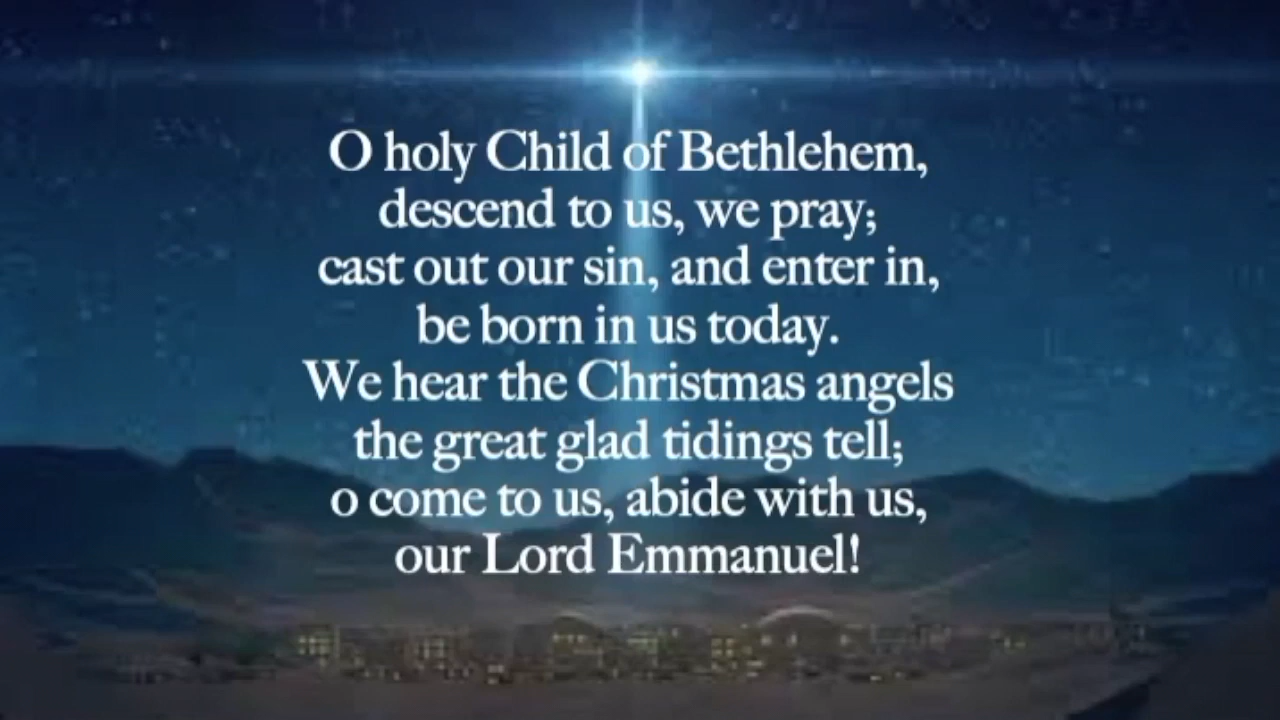 O holy Child of Bethlehem,
descend to us, we pray;
cast out our sin, and enter in,
be born in us today.
We hear the Christmas angels
the great glad tidings tell;
o come to us, abide with us,
our Lord Emmanuel!